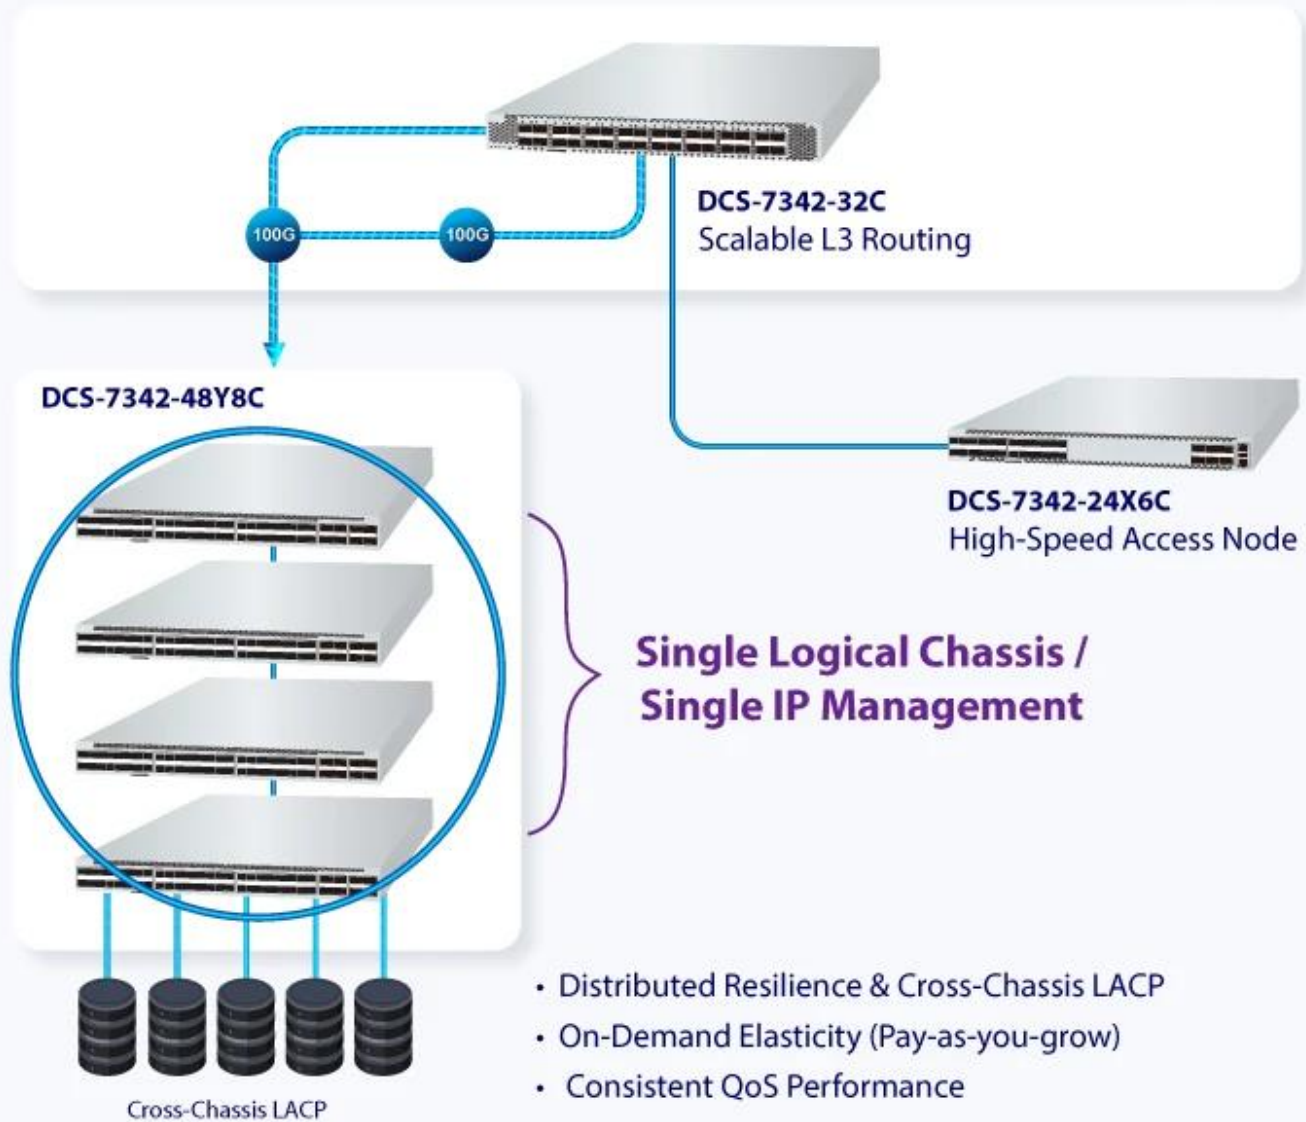 100G
100G
DCS-7342-32C
Scalable L3 Routing
DCS-7342-48Y8C
DCS-7342-24X6C
High-Speed Access Node
Single Logical Chassis /
Single IP Management
• Distributed Resilience & Cross-Chassis LACP
• On-Demand Elasticity (Pay-as-you-grow)
• Consistent QoS Performance
Cross-Chassis LACP